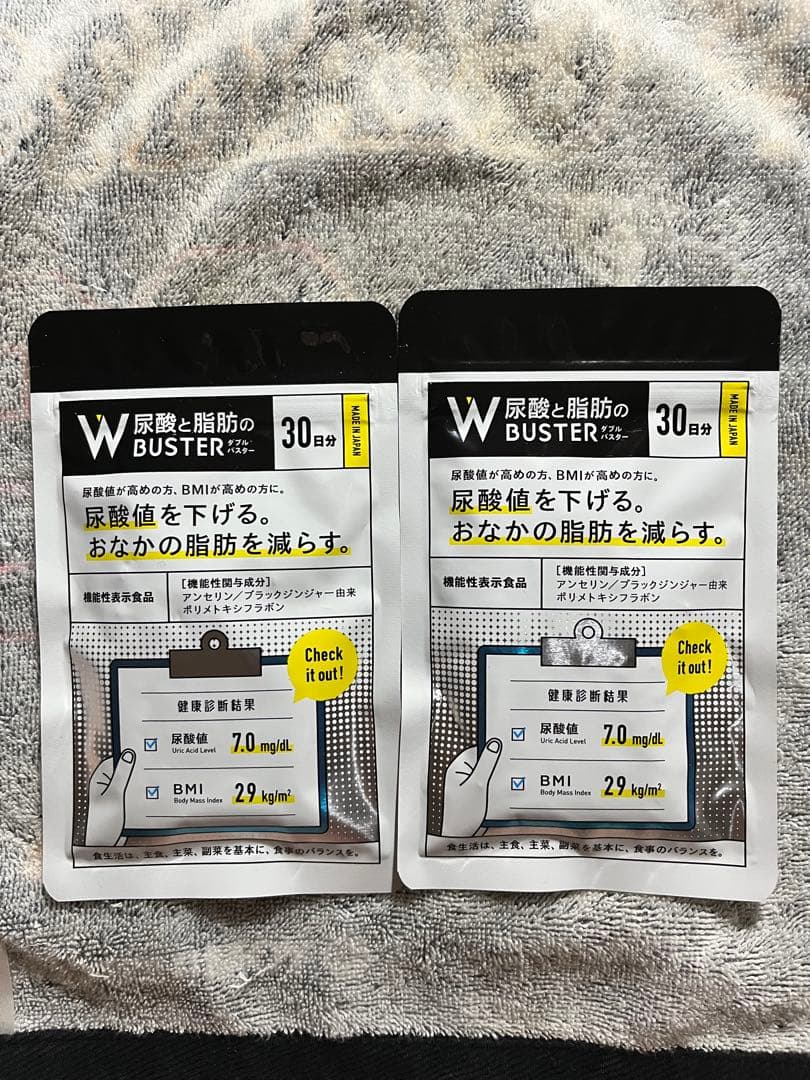 W 尿酸と脂肪の
BUSTER ダブル バスター
30日分
MADE IN JAPAN
尿酸値が高めの方、BMIが高めの方に。
尿酸値を下げる。
おなかの脂肪を減らす。
機能性表示食品
[機能性関与成分]
アンセリン／ブラックジンジャー由来
ポリメトキシフラボン
Check
it out!
健康診断結果
尿酸値 7.0 mg/dL
Uric Acid Level
BMI 29 kg/m²
Body Mass Index
食生活は、主食、主菜、副菜を基本に、食事のバランスを。
W 尿酸と脂肪の
BUSTER ダブル バスター
30日分
MADE IN JAPAN
尿酸値が高めの方、BMIが高めの方に。
尿酸値を下げる。
おなかの脂肪を減らす。
機能性表示食品
[機能性関与成分]
アンセリン／ブラックジンジャー由来
ポリメトキシフラボン
Check
it out!
健康診断結果
尿酸値 7.0 mg/dL
Uric Acid Level
BMI 29 kg/m²
Body Mass Index
食生活は、主食、主菜、副菜を基本に、食事のバランスを。